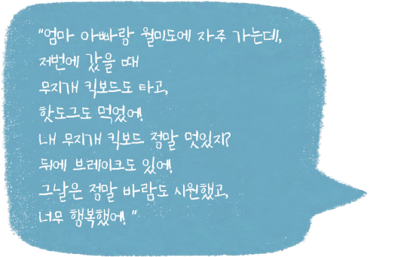 "엄마 아빠랑 월미도에 자주 가는데,
저번에 갔을 때
무지개 킥보드도 타고,
핫도그도 먹었어.
내 무지개 킥보드 정말 멋있지?
뒤에 브레이크도 있어.
그날은 정말 바람도 시원했고,
너무 행복했어."